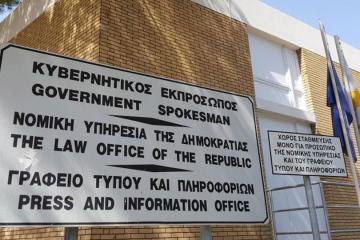 ΚΥΒΕΡΝΗΤΙΚΟΣ ΕΚΠΡΟΣΩΠΟΣ
GOVERNMENT SPOKESMAN
ΝΟΜΙΚΗ ΥΠΗΡΕΣΙΑ ΤΗΣ ΔΗΜΟΚΡΑΤΙΑΣ
THE LAW OFFICE OF THE REPUBLIC
ΓΡΑΦΕΙΟ ΤΥΠΟΥ ΚΑΙ ΠΛΗΡΟΦΟΡΙΩΝ
PRESS AND INFORMATION OFFICE
ΧΩΡΟΣ ΣΤΑΘΜΕΥΣΗΣ
ΜΟΝΟ ΓΙΑ ΠΡΟΣΩΠΙΚΟ
ΤΗΣ ΝΟΜΙΚΗΣ ΥΠΗΡΕΣΙΑΣ
ΚΑΙ ΤΟΥ ΓΡΑΦΕΙΟΥ
ΤΥΠΟΥ ΚΑΙ ΠΛΗΡΟΦΟΡΙΩΝ